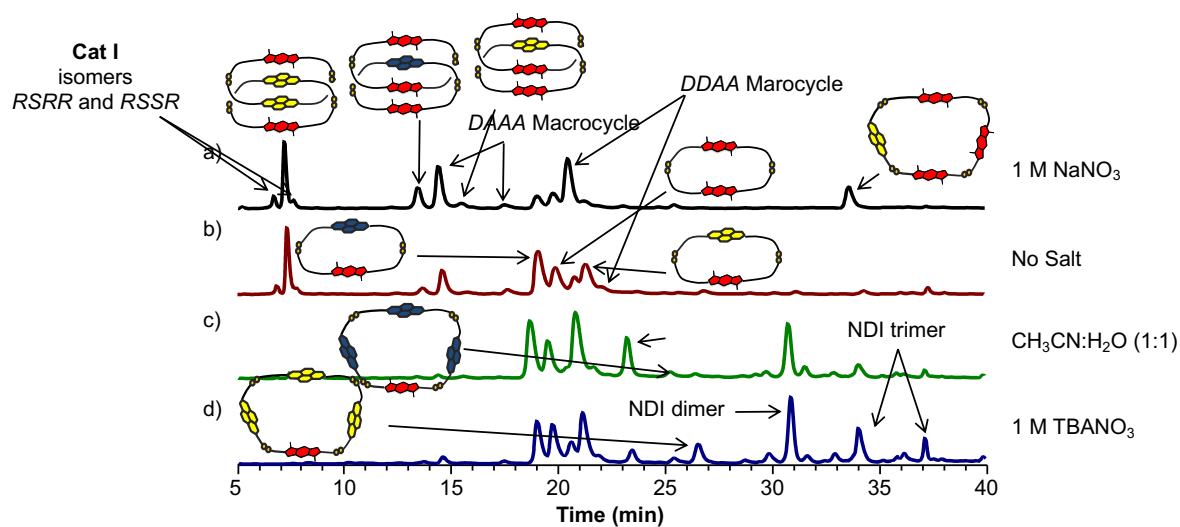 Cat I
isomers
RSRR and RSSR
DAAA Macrocycle
DDAA Marocycle
a)
1 M NaNO₃
b)
No Salt
c)
CH₃CN:H₂O (1:1)
NDI trimer
d)
NDI dimer
1 M TBANO₃
5 10 15 20 25 30 35 40
Time (min)